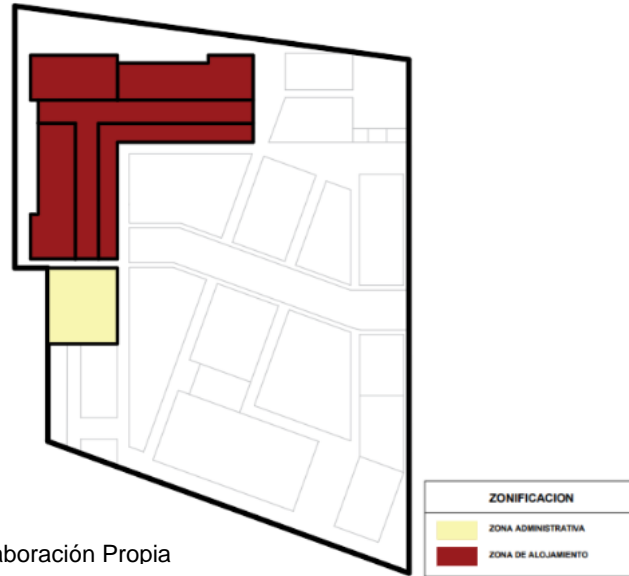 ZONIFICACION
ZONA ADMINISTRATIVA
ZONA DE ALOJAMIENTO
aboración Propia